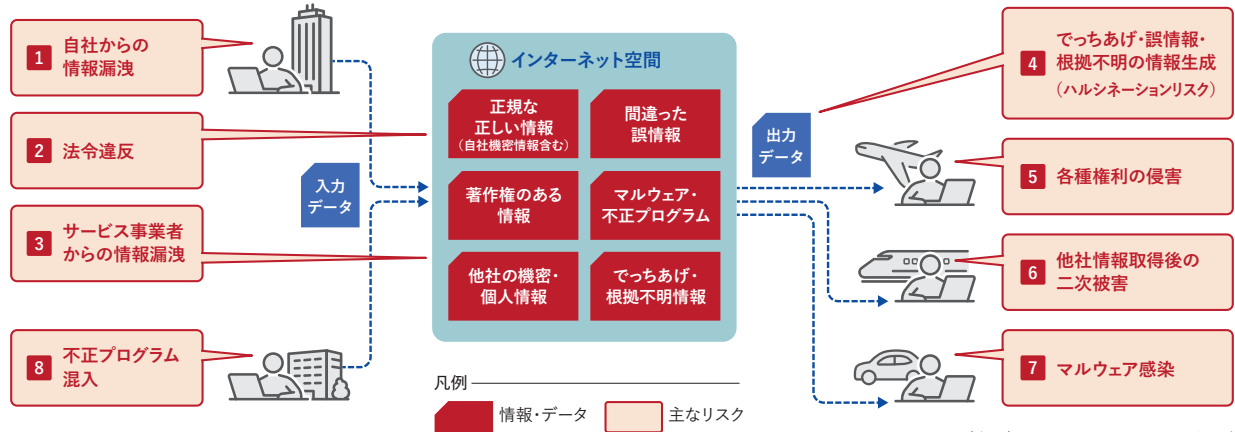 1
自社からの
情報漏洩
2
法令違反
3
サービス事業者
からの情報漏洩
8
不正プログラム
混入
入力
データ
インターネット空間
正規な
正しい情報
(自社機密情報含む)
間違った
誤情報
著作権のある
情報
マルウェア・
不正プログラム
他社の機密・
個人情報
でっちあげ・
根拠不明情報
出力
データ
4
でっちあげ・誤情報・
根拠不明の情報生成
(ハルシネーションリスク)
5
各種権利の侵害
6
他社情報取得後の
二次被害
7
マルウェア感染
凡例
情報・データ
主なリスク